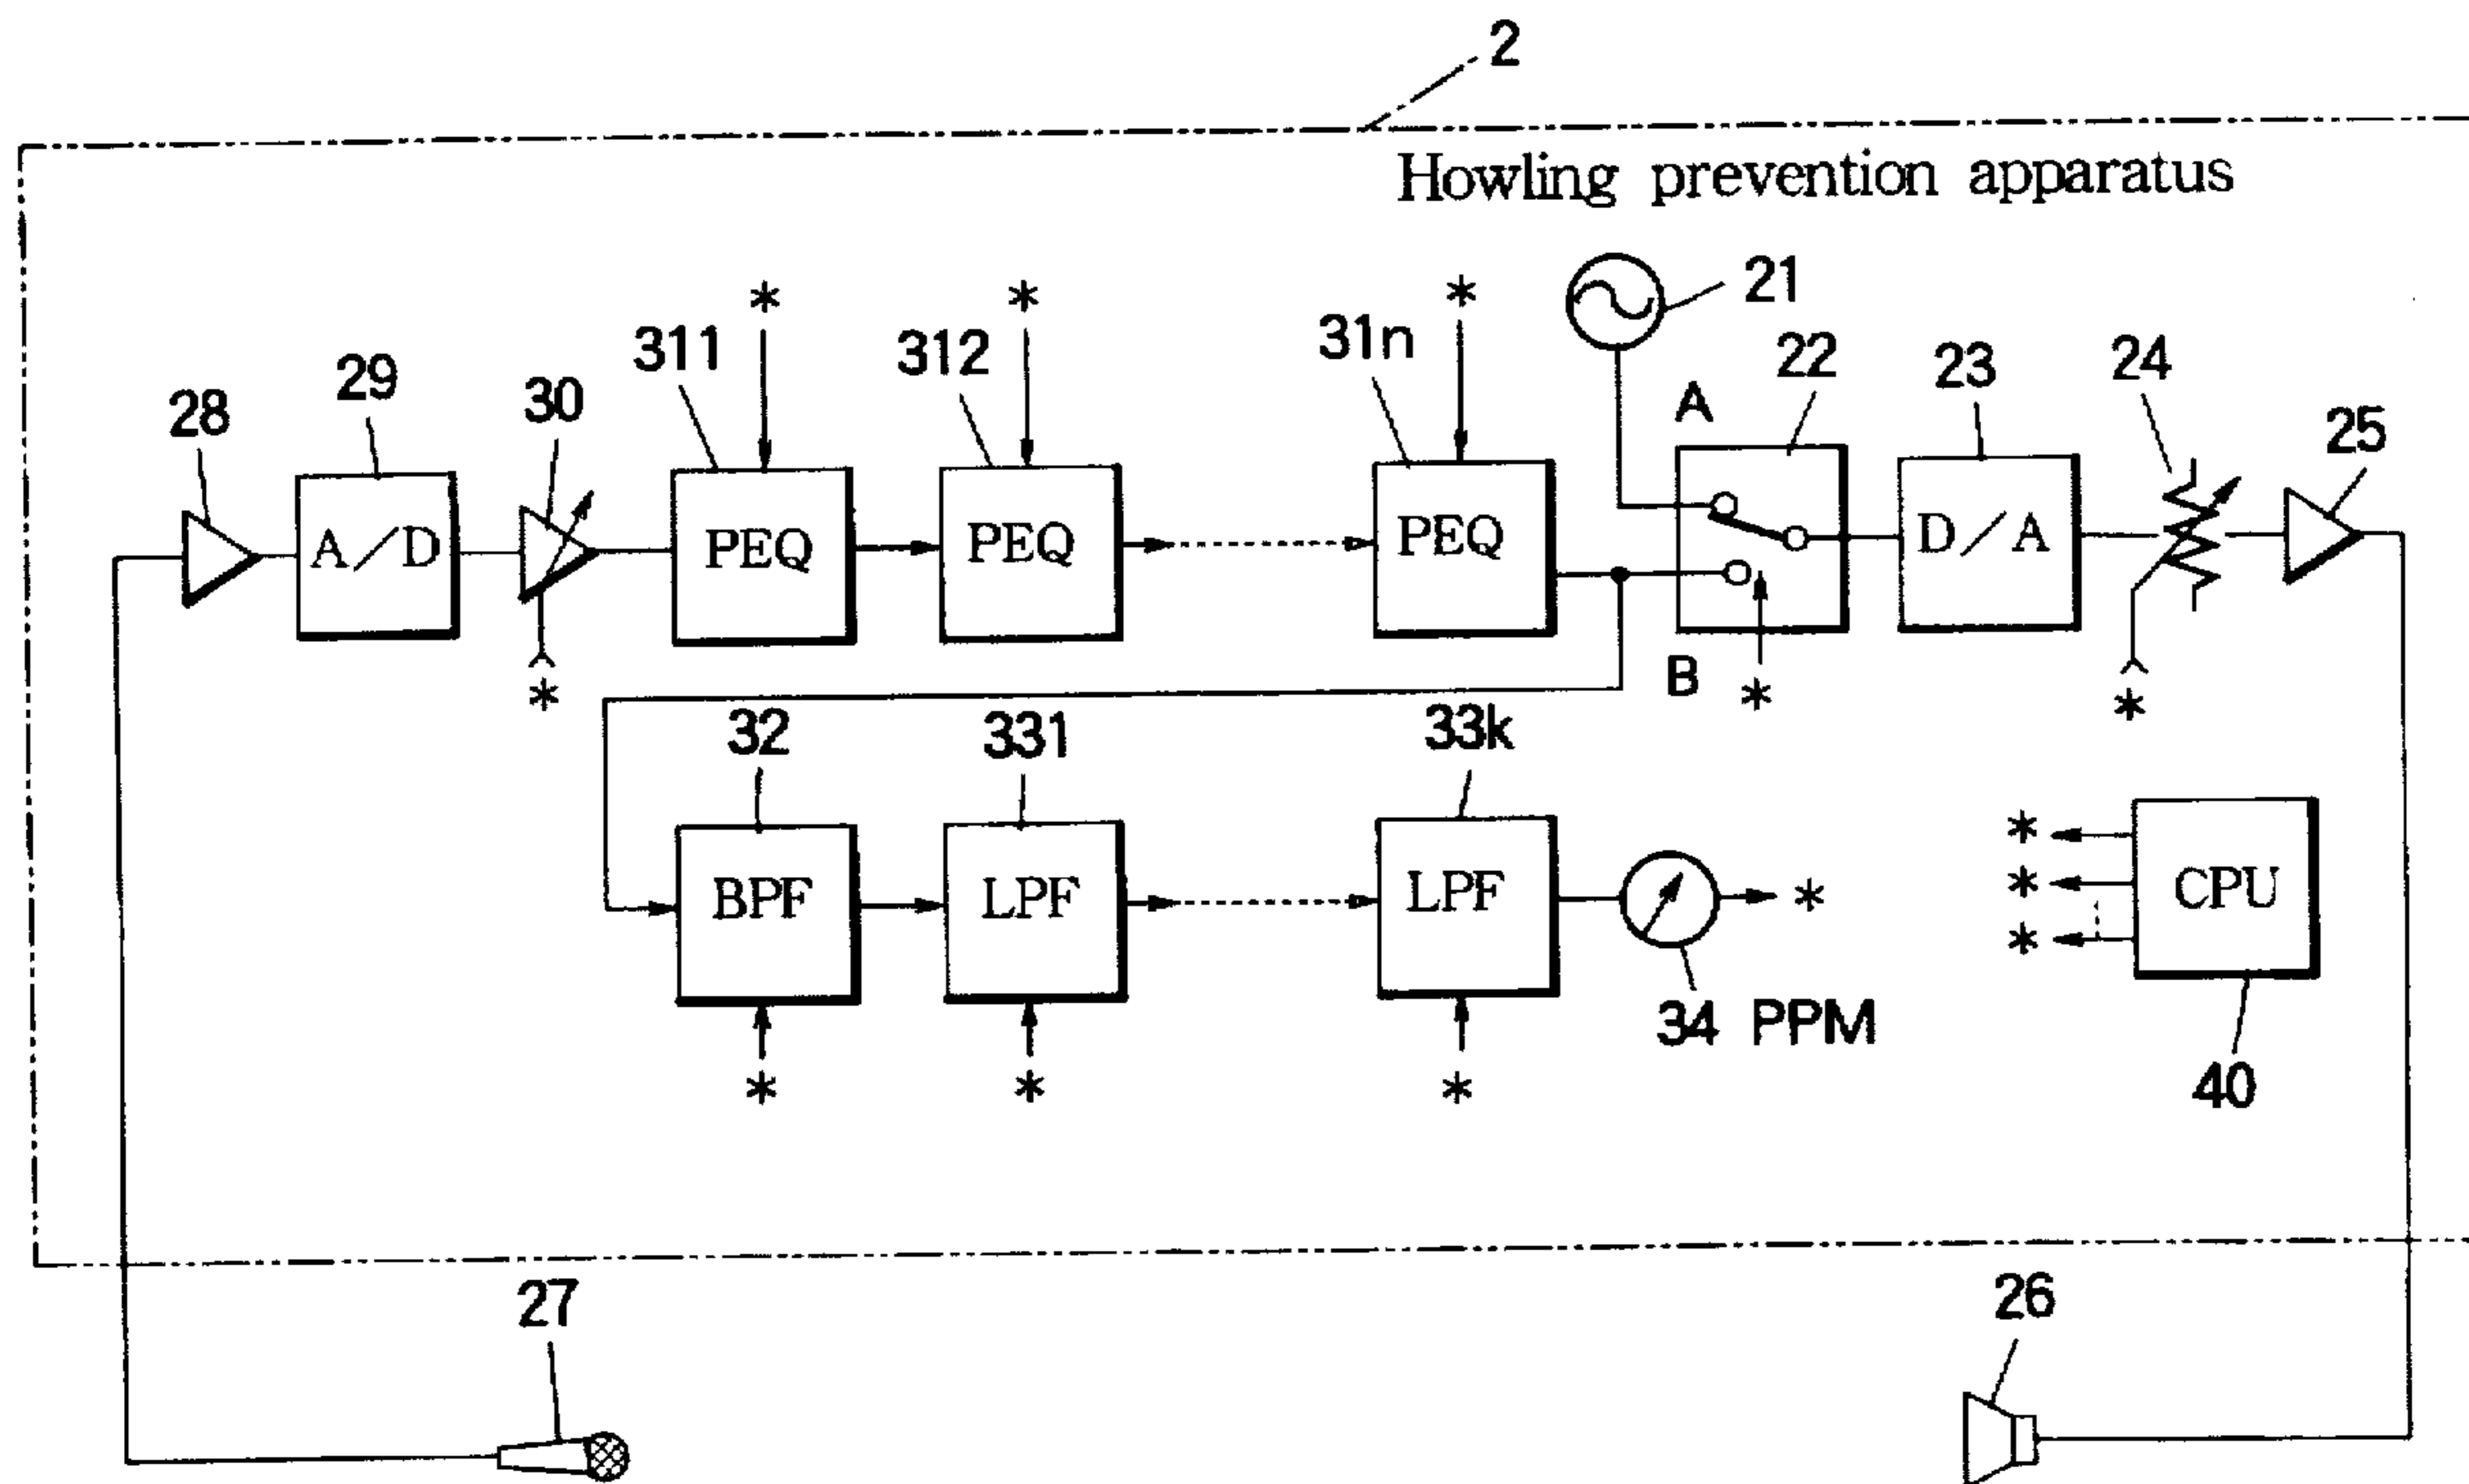 2
Howling prevention apparatus
28
29
30
311
*
312
*
31n
*
21
A
22
23
24
25
A/D
PEQ
PEQ
PEQ
D/A
*
B
*
*
32
331
33k
BPF
LPF
LPF
*
*
*
*
CPU
*
*
*
34 PPM
40
27
26